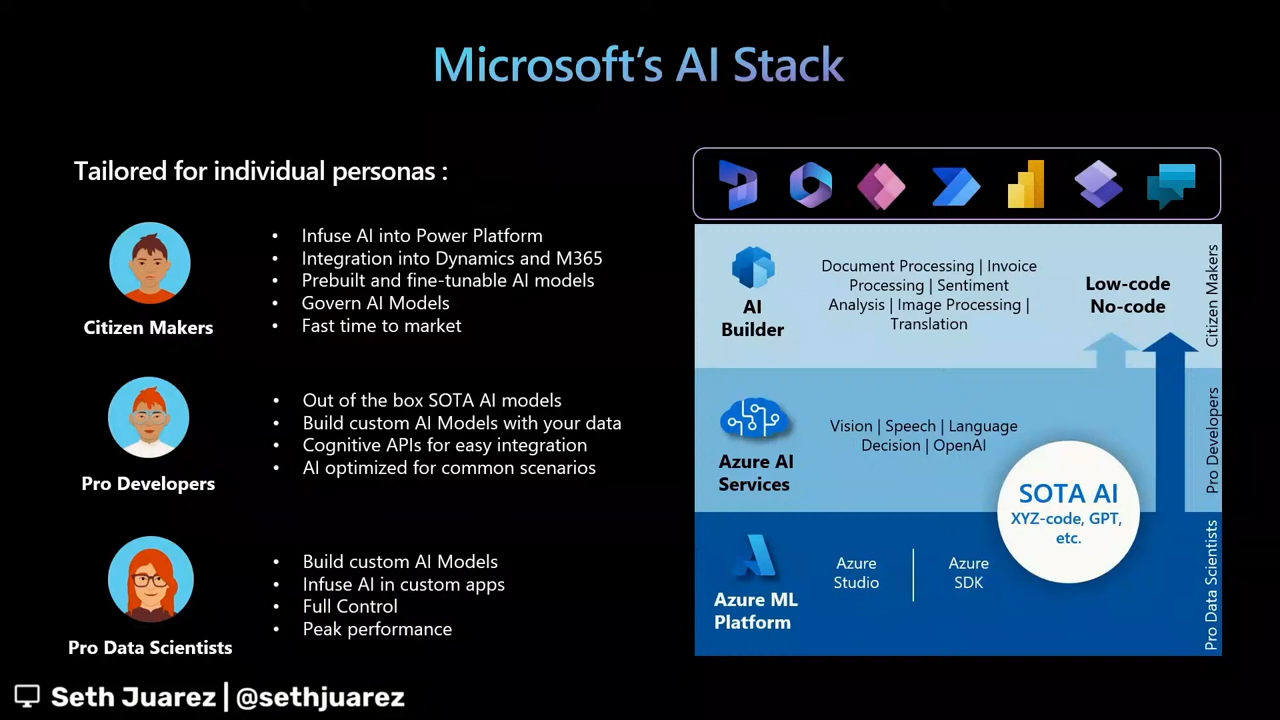 Microsoft's AI Stack
Tailored for individual personas :
Citizen Makers
• Infuse AI into Power Platform
• Integration into Dynamics and M365
• Prebuilt and fine-tunable AI models
• Govern AI Models
• Fast time to market
Pro Developers
• Out of the box SOTA AI models
• Build custom AI Models with your data
• Cognitive APIs for easy integration
• AI optimized for common scenarios
Pro Data Scientists
• Build custom AI Models
• Infuse AI in custom apps
• Full Control
• Peak performance
AI
Builder
Document Processing | Invoice
Processing | Sentiment
Analysis | Image Processing |
Translation
Low-code
No-code
Citizen Makers
Azure AI
Services
Vision | Speech | Language
Decision | OpenAI
Pro Developers
SOTA AI
XYZ-code, GPT,
etc.
Azure ML
Platform
Azure
Studio
Azure
SDK
Pro Data Scientists
Seth Juarez | @sethjuarez